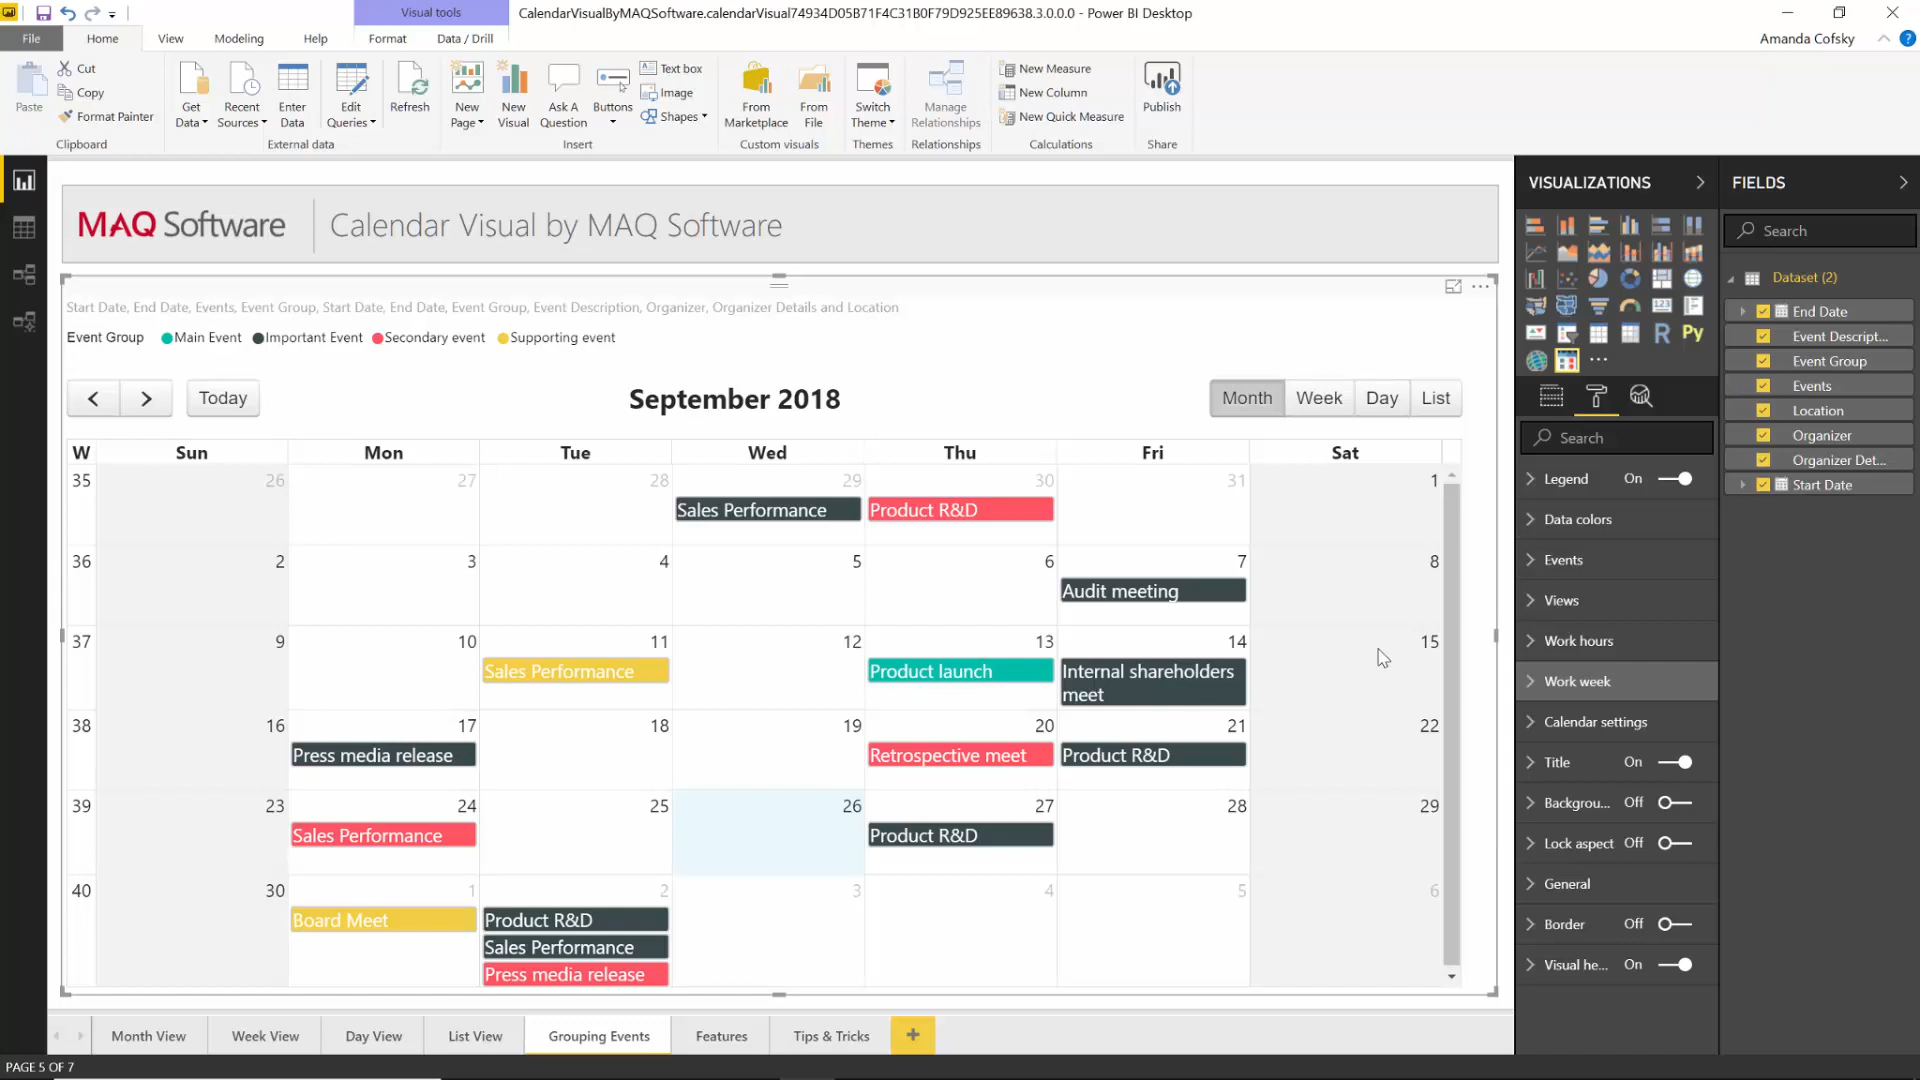 Visual tools
CalendarVisualByMAQSoftware.calendarVisual74934D05B71F4C31B0F79D925EE89638.3.0.0.0 - Power BI Desktop
File Home View Modeling Help Format Data / Drill
Amanda Cofsky
Paste
Cut
Copy
Format Painter
Clipboard
Get Data
Recent Sources
Enter Data
Edit Queries
External data
Refresh
New Page
New Visual
Ask A Question
Buttons
Text box
Image
Shapes
Insert
From Marketplace
From File
Custom visuals
Switch Theme
Themes
Manage Relationships
Relationships
New Measure
New Column
New Quick Measure
Calculations
Publish
Share
MAQ Software
Calendar Visual by MAQ Software
Start Date, End Date, Events, Event Group, Start Date, End Date, Event Group, Event Description, Organizer, Organizer Details and Location
Event Group Main Event Important Event Secondary event Supporting event
Today
September 2018
Month Week Day List
W Sun Mon Tue Wed Thu Fri Sat
35 26 27 28 29 30 31 1
Sales Performance Product R&D
36 2 3 4 5 6 7 8
Audit meeting
37 9 10 11 12 13 14 15
Sales Performance Product launch Internal shareholders
meet
38 16 17 18 19 20 21 22
Press media release Retrospective meet Product R&D
39 23 24 25 26 27 28 29
Sales Performance Product R&D
40 30 1 2 3 4 5 6
Board Meet Product R&D
Sales Performance
Press media release
Month View Week View Day View List View Grouping Events Features Tips & Tricks +
PAGE 5 OF 7
VISUALIZATIONS
123
R Py
Search
Legend On
Data colors
Events
Views
Work hours
Work week
Calendar settings
Title On
Backgrou... Off
Lock aspect Off
General
Border Off
Visual he... On
FIELDS
Search
Dataset (2)
End Date
Event Descript...
Event Group
Events
Location
Organizer
Organizer Det...
Start Date